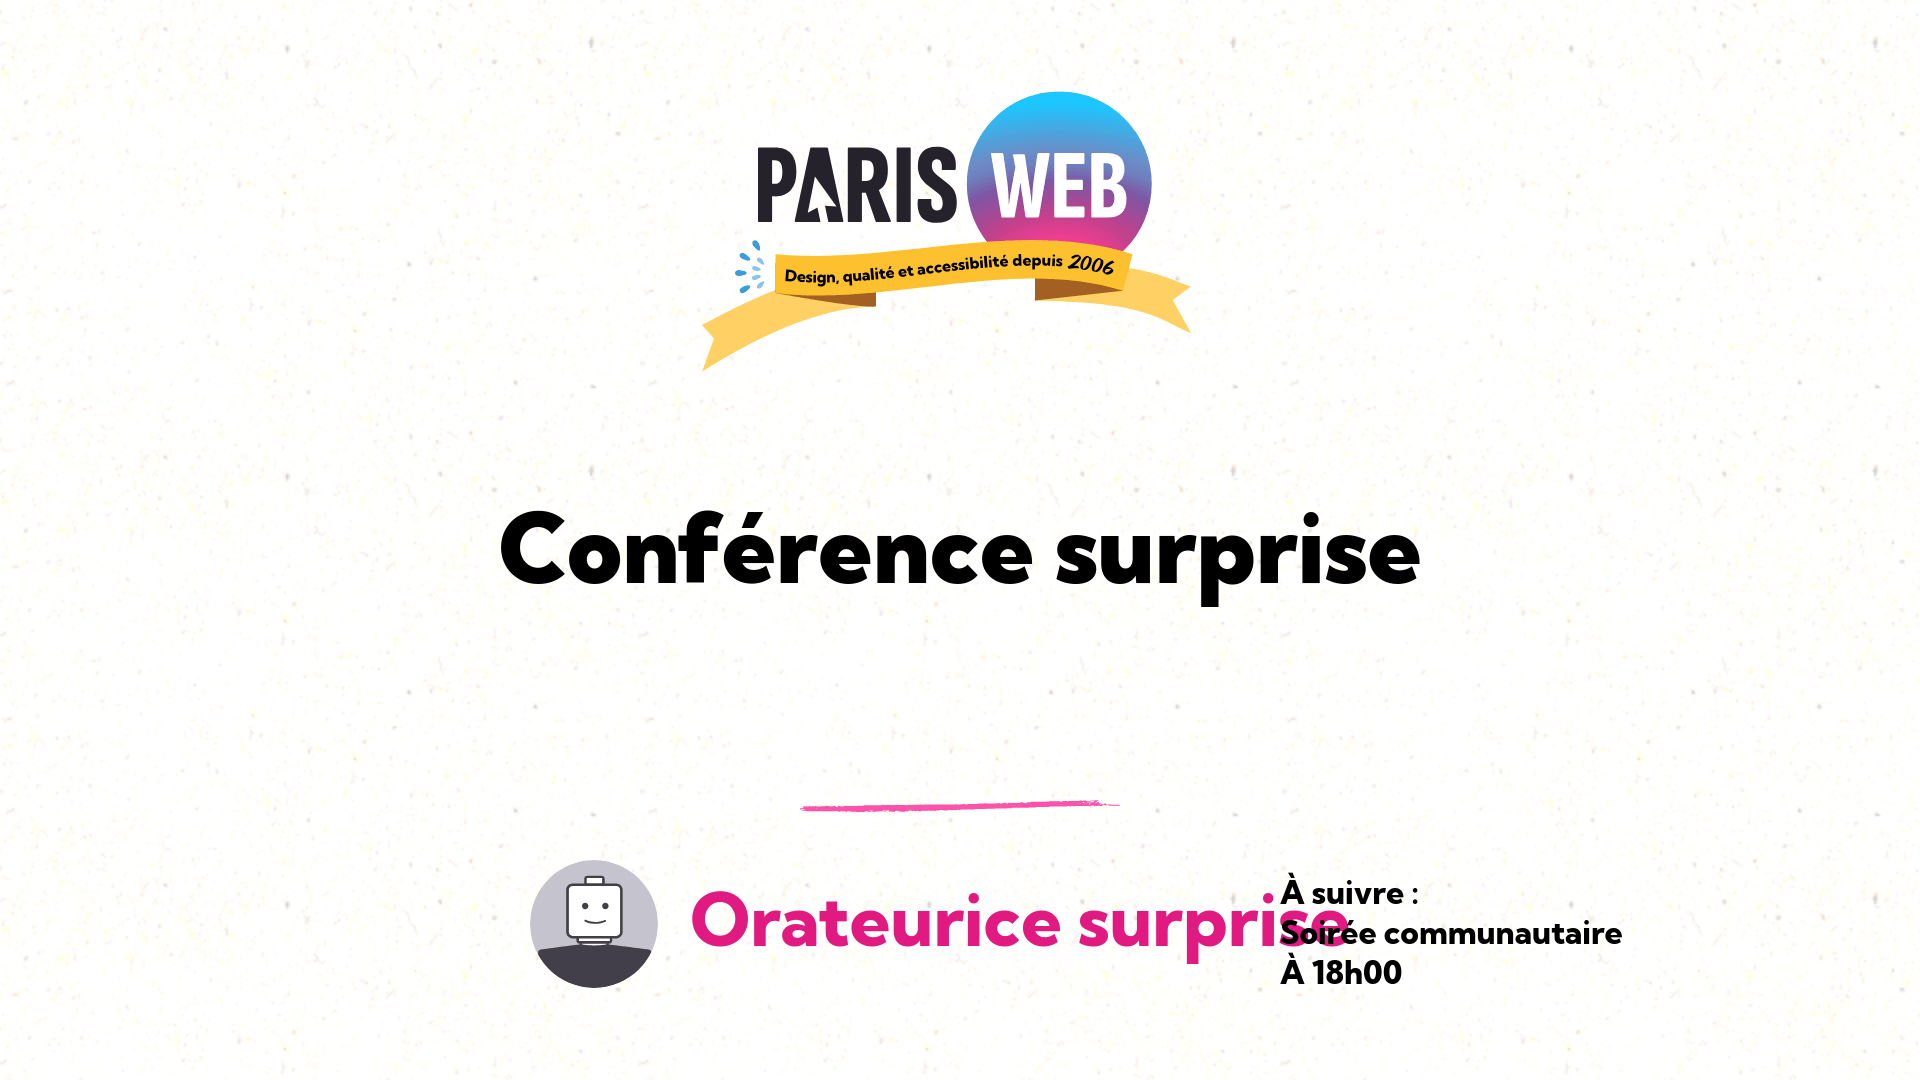 PARIS WEB
Design, qualité et accessibilité depuis 2006
Conférence surprise
Orateurice surprise
À suivre :
Soirée communautaire
À 18h00